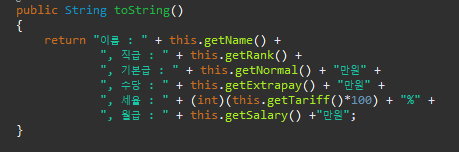 public String toString()
{
return "이름 : " + this.getName() +
", 직급 : " + this.getRank() +
", 기본급 : " + this.getNormal() + "만원" +
", 수당 : " + this.getExtrapay() + "만원" +
", 세율 : " + (int)(this.getTariff()*100) + "%" +
", 월급 : " + this.getSalary() +"만원";
}